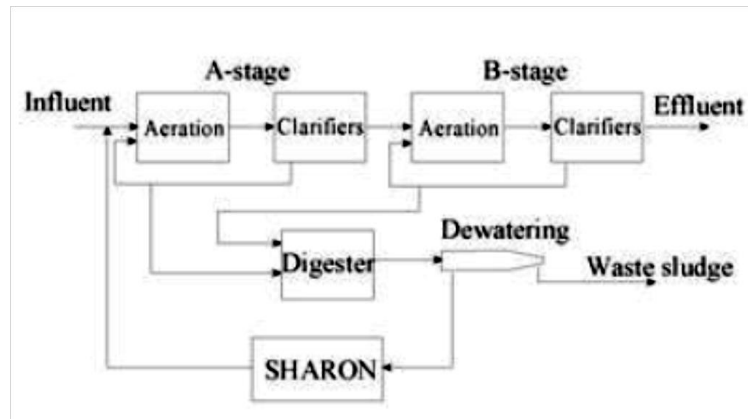 A-stage
B-stage
Influent
Aeration
Clarifiers
Aeration
Clarifiers
Effluent
Digester
Dewatering
Waste sludge
SHARON